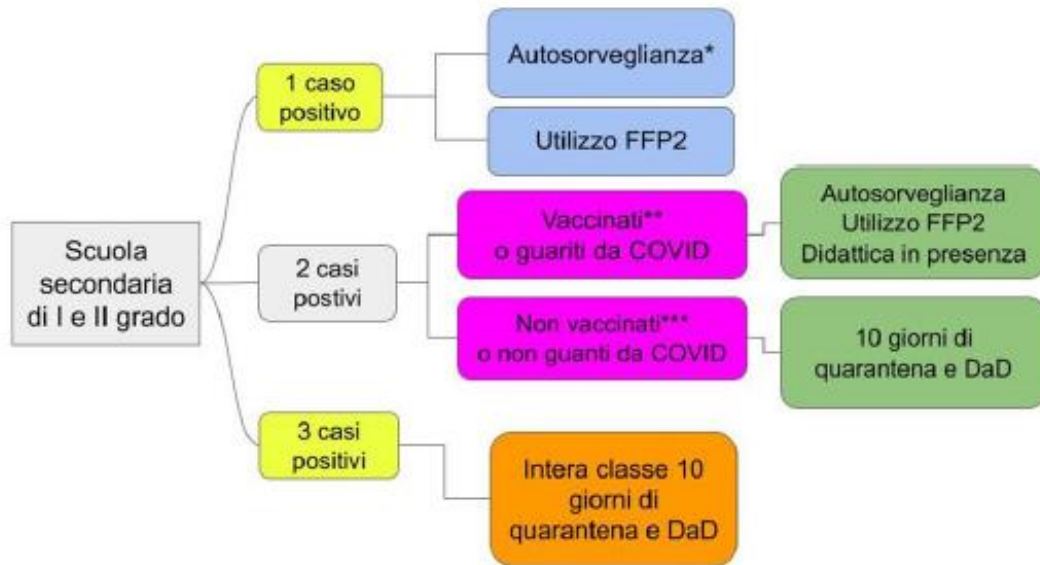 Scuola
secondaria
di I e II grado
1 caso
positivo
Autosorveglianza*
Utilizzo FFP2
2 casi
postivi
Vaccinati**
o guariti da COVID
Autosorveglianza
Utilizzo FFP2
Didattica in presenza
Non vaccinati***
o non guanti da COVID
10 giorni di
quarantena e DaD
3 casi
positivi
Intera classe 10
giorni di
quarantena e DaD